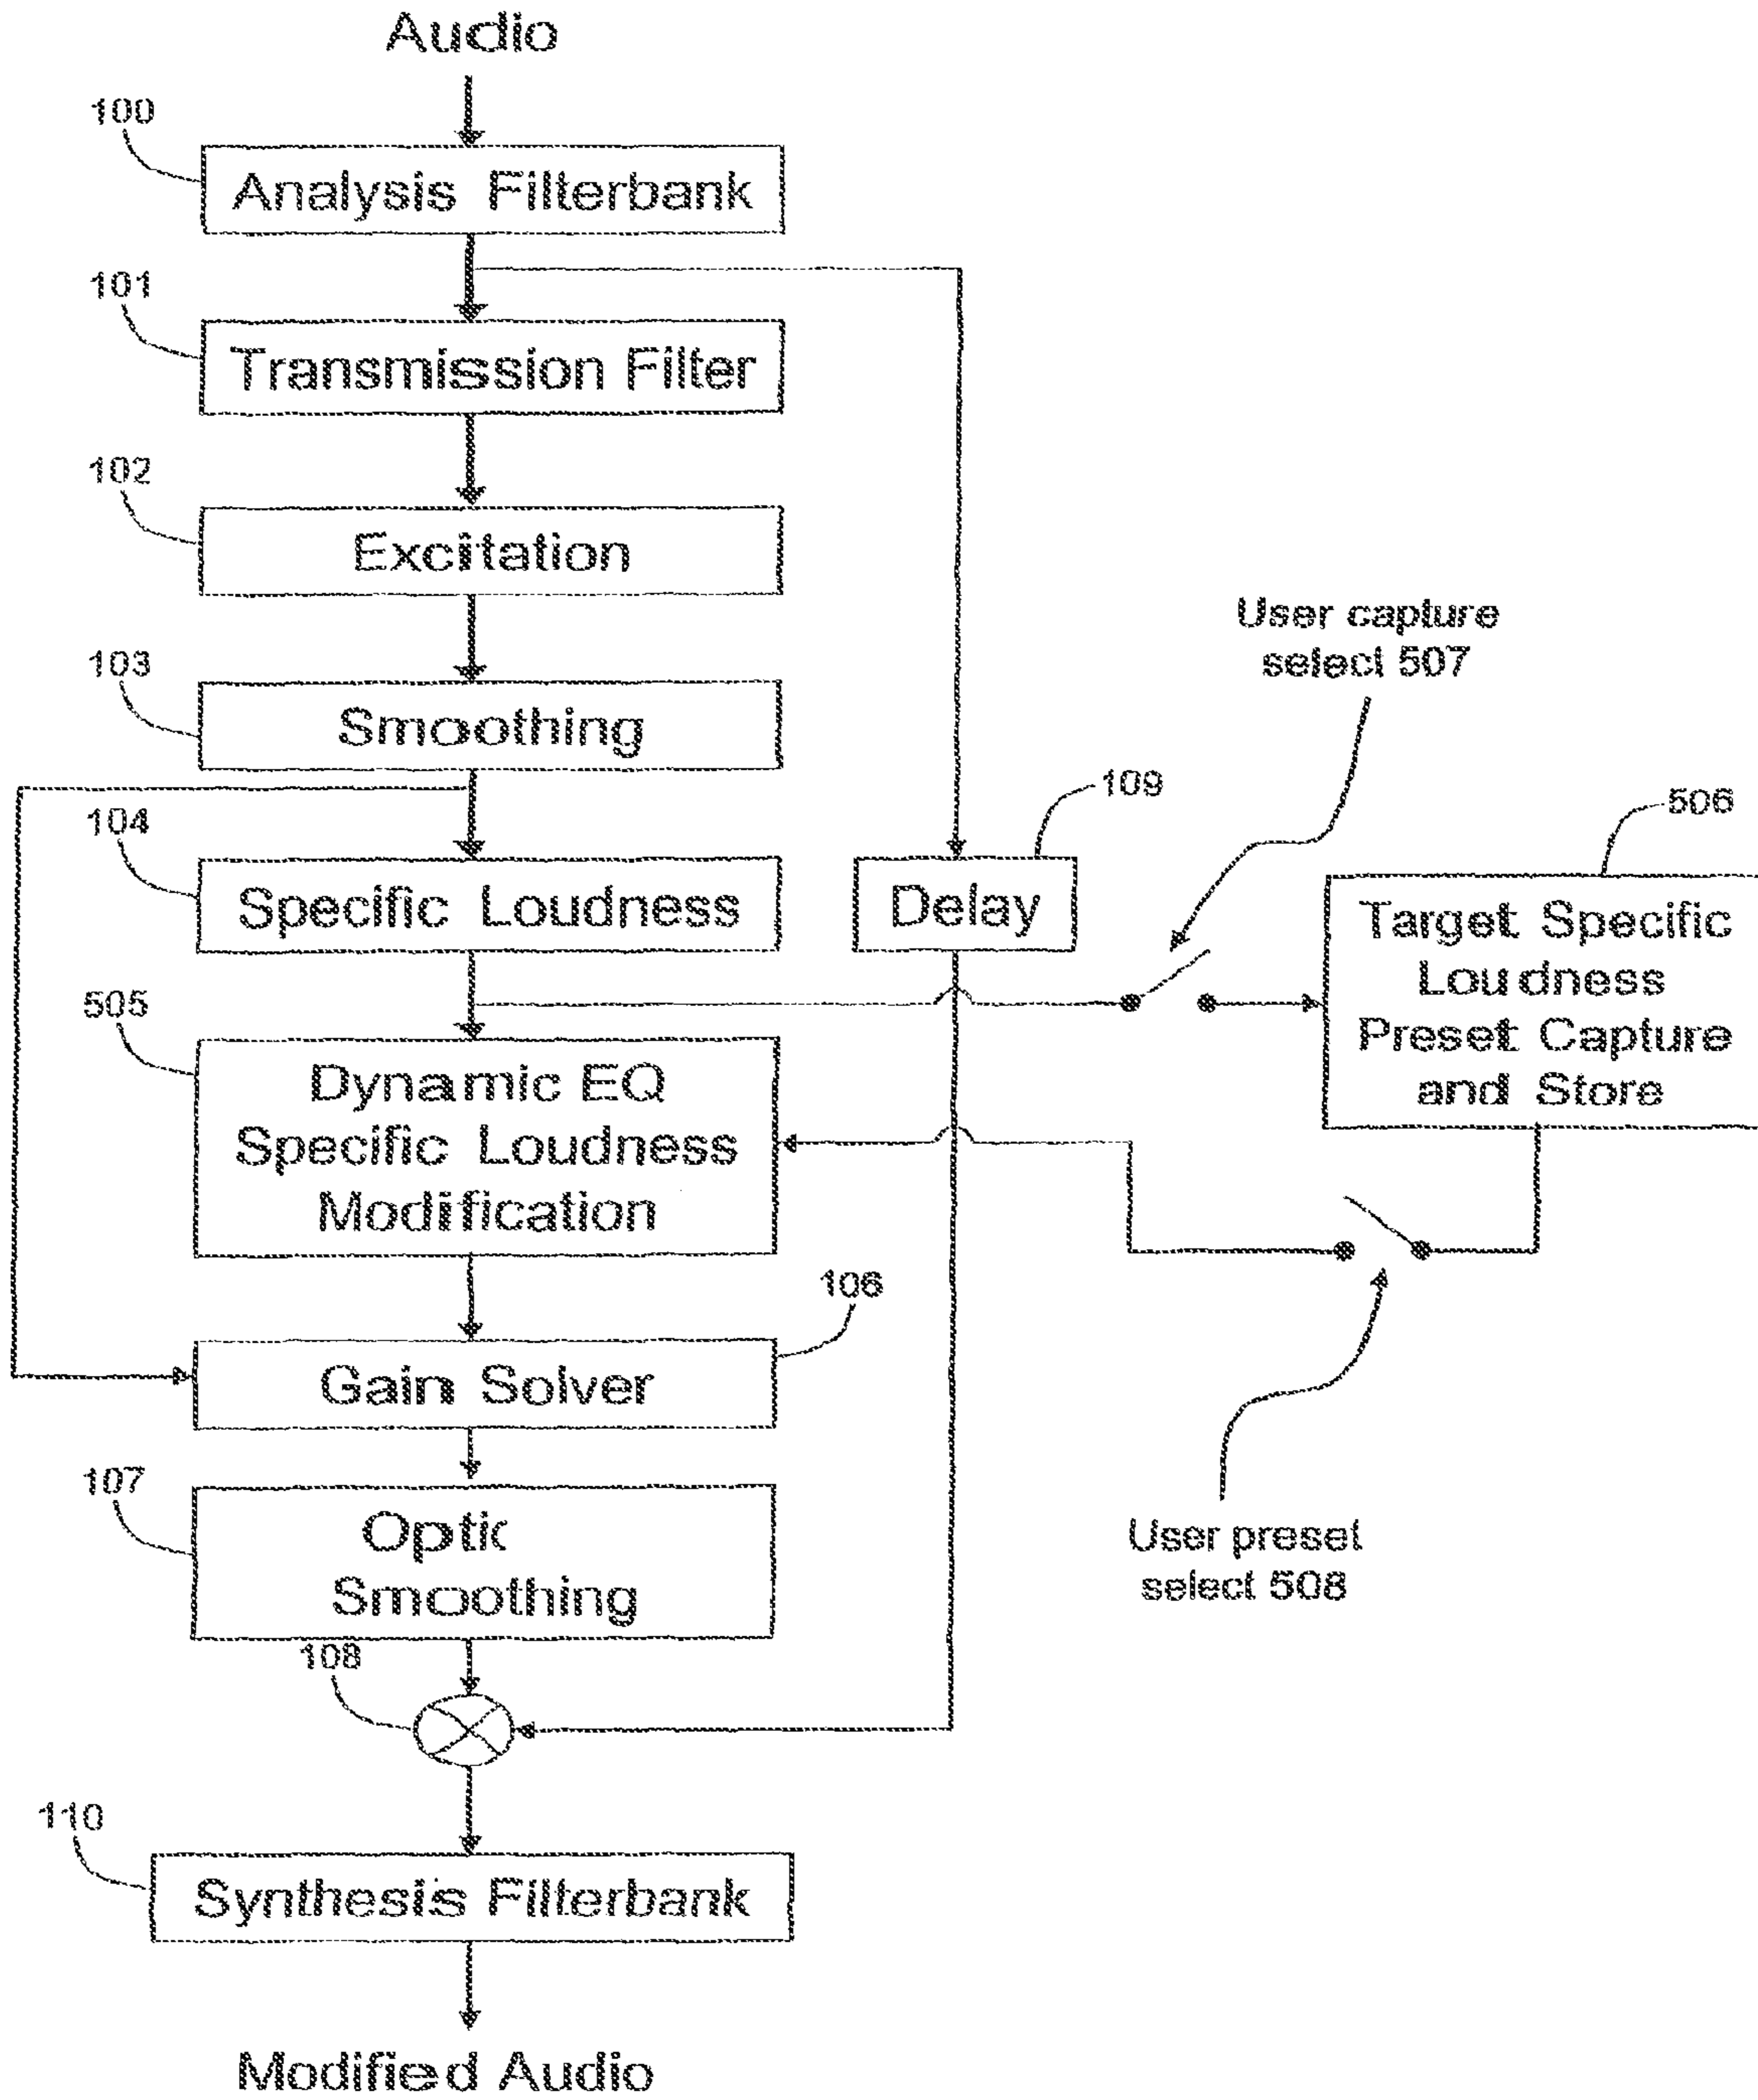 Audio
100
Analysis Filterbank
101
Transmission Filter
102
Excitation
103
Smoothing
104
Specific Loudness
109
Delay
User capture
select 507
506
Target Specific
Loudness
Preset Capture
and Store
505
Dynamic EQ
Specific Loudness
Modification
106
Gain Solver
User preset
select 508
107
Optic
Smoothing
108
110
Synthesis Filterbank
Modified Audio